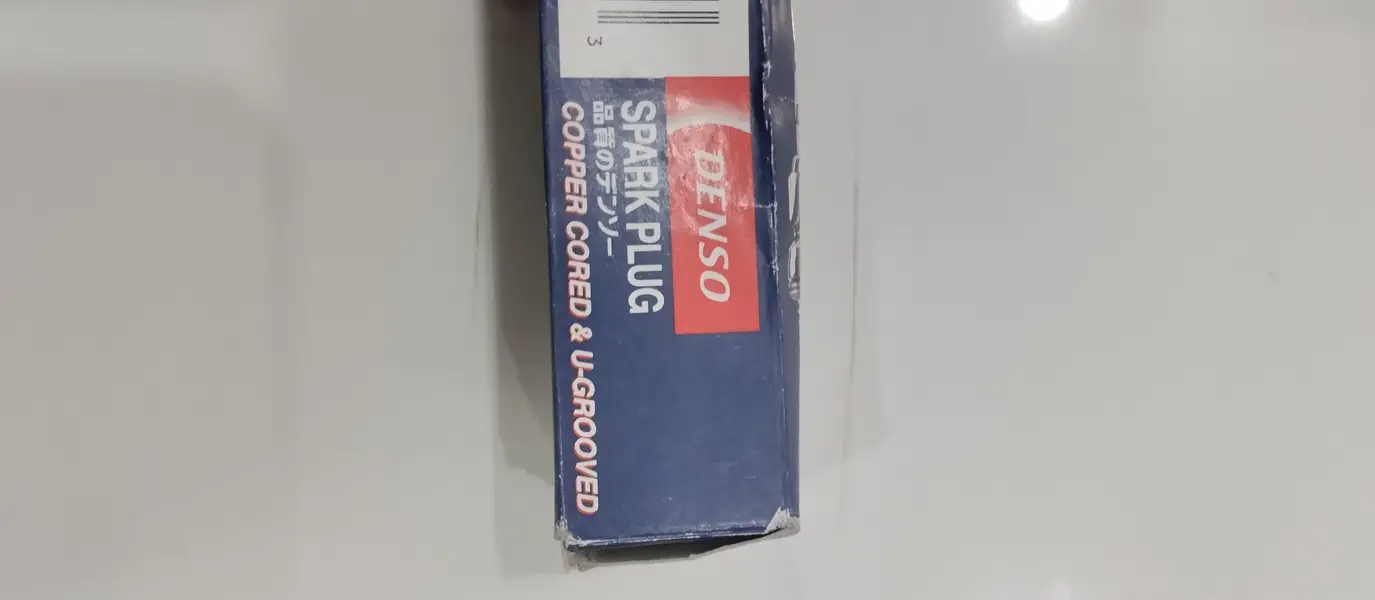 3
DENSO
SPARK PLUG
品質のデンソー
COPPER CORED & U-GROOVED